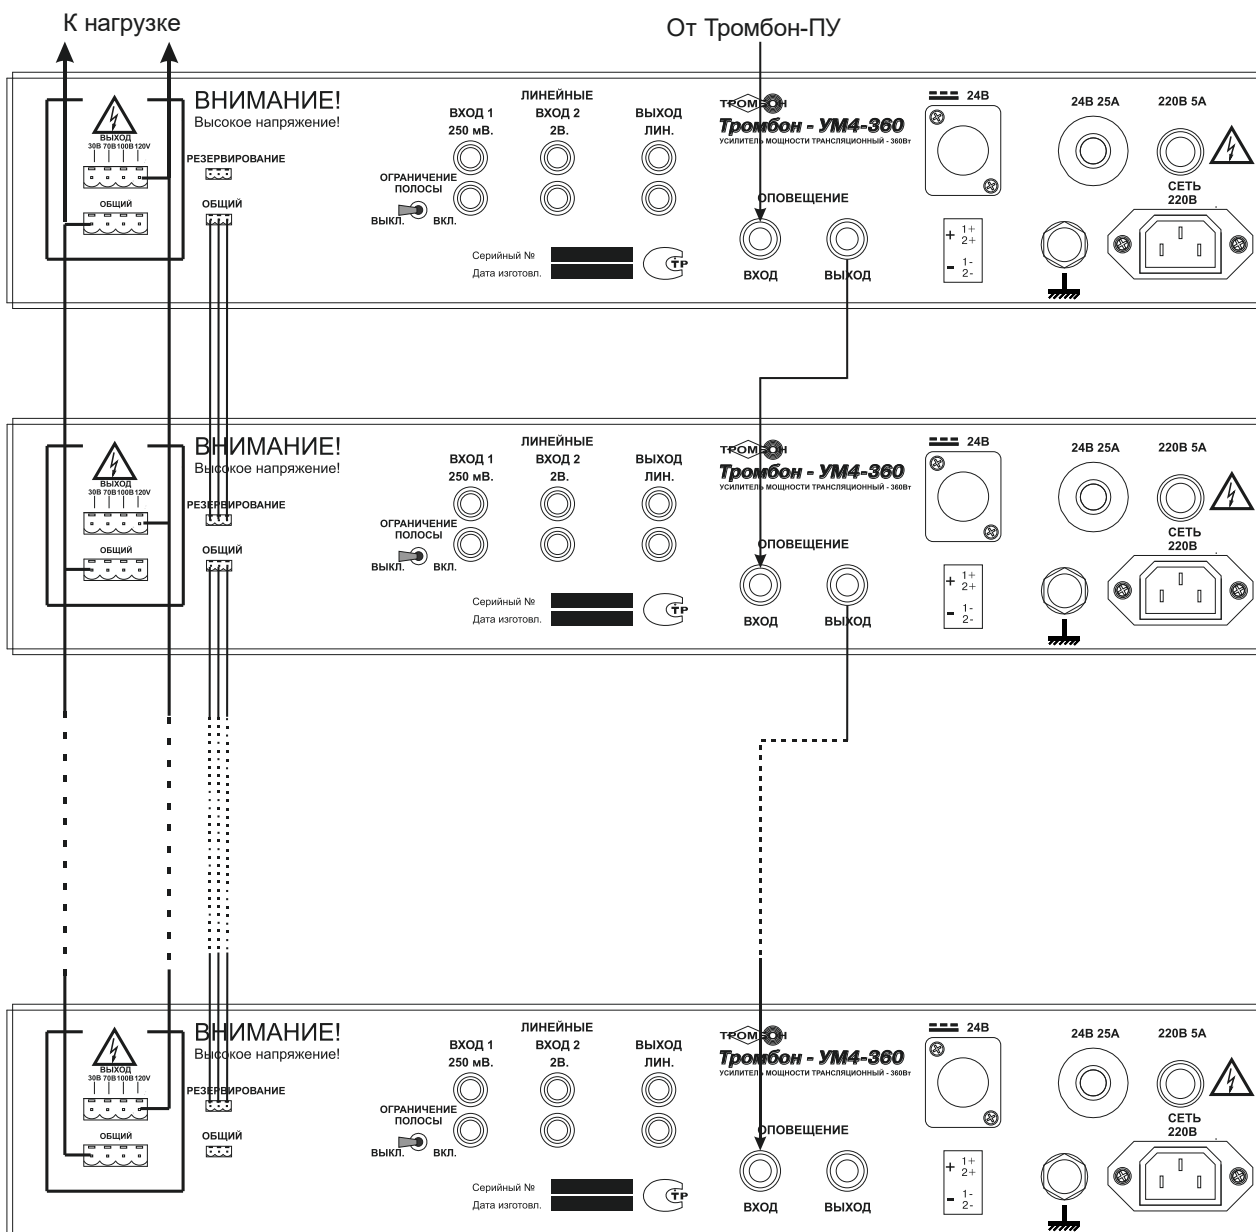 К нагрузке
От Тромбон-ПУ
ВНИМАНИЕ!
Высокое напряжение!
ВЫХОД
30В 70В 100В 120V
ОБЩИЙ
РЕЗЕРВИРОВАНИЕ
ОБЩИЙ
ОГРАНИЧЕНИЕ
ПОЛОСЫ
ВЫКЛ. ВКЛ.
ЛИНЕЙНЫЕ
ВХОД 1 ВХОД 2 ВЫХОД
250 мВ. 2В. ЛИН.
Серийный №
Дата изготовл.
ТР
ТРОМБОН
Тромбон - УМ4-360
УСИЛИТЕЛЬ МОЩНОСТИ ТРАНСЛЯЦИОННЫЙ - 360Вт
ОПОВЕЩЕНИЕ
ВХОД ВЫХОД
24В
+ 1+
2+
- 1-
2-
24В 25А
220В 5А
СЕТЬ
220В
ВНИМАНИЕ!
Высокое напряжение!
ВЫХОД
30В 70В 100В 120V
ОБЩИЙ
РЕЗЕРВИРОВАНИЕ
ОБЩИЙ
ОГРАНИЧЕНИЕ
ПОЛОСЫ
ВЫКЛ. ВКЛ.
ЛИНЕЙНЫЕ
ВХОД 1 ВХОД 2 ВЫХОД
250 мВ. 2В. ЛИН.
Серийный №
Дата изготовл.
ТР
ТРОМБОН
Тромбон - УМ4-360
УСИЛИТЕЛЬ МОЩНОСТИ ТРАНСЛЯЦИОННЫЙ - 360Вт
ОПОВЕЩЕНИЕ
ВХОД ВЫХОД
24В
+ 1+
2+
- 1-
2-
24В 25А
220В 5А
СЕТЬ
220В
ВНИМАНИЕ!
Высокое напряжение!
ВЫХОД
30В 70В 100В 120V
ОБЩИЙ
РЕЗЕРВИРОВАНИЕ
ОБЩИЙ
ОГРАНИЧЕНИЕ
ПОЛОСЫ
ВЫКЛ. ВКЛ.
ЛИНЕЙНЫЕ
ВХОД 1 ВХОД 2 ВЫХОД
250 мВ. 2В. ЛИН.
Серийный №
Дата изготовл.
ТР
ТРОМБОН
Тромбон - УМ4-360
УСИЛИТЕЛЬ МОЩНОСТИ ТРАНСЛЯЦИОННЫЙ - 360Вт
ОПОВЕЩЕНИЕ
ВХОД ВЫХОД
24В
+ 1+
2+
- 1-
2-
24В 25А
220В 5А
СЕТЬ
220В